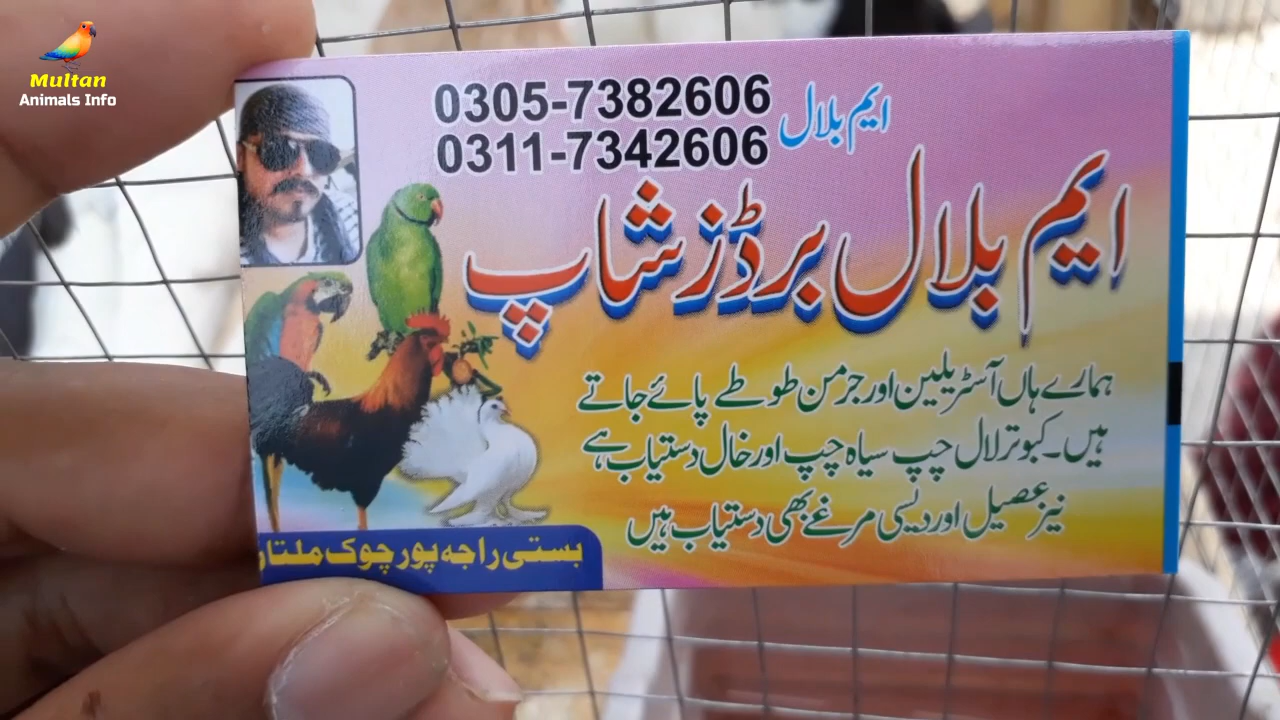 Multan
Animals Info
0305-7382606
0311-7342606
ایم بلال
ایم بلال برڈز شاپ
ہمارے ہاں آسٹریلین اور جرمن طوطے پائے جاتے
ہیں۔ کبوتر لال چپ سیاہ چپ اور خال دستیاب ہے
نیز عصیل اور دیسی مرغے بھی دستیاب ہیں
بستی راجہ پور چوک ملتان